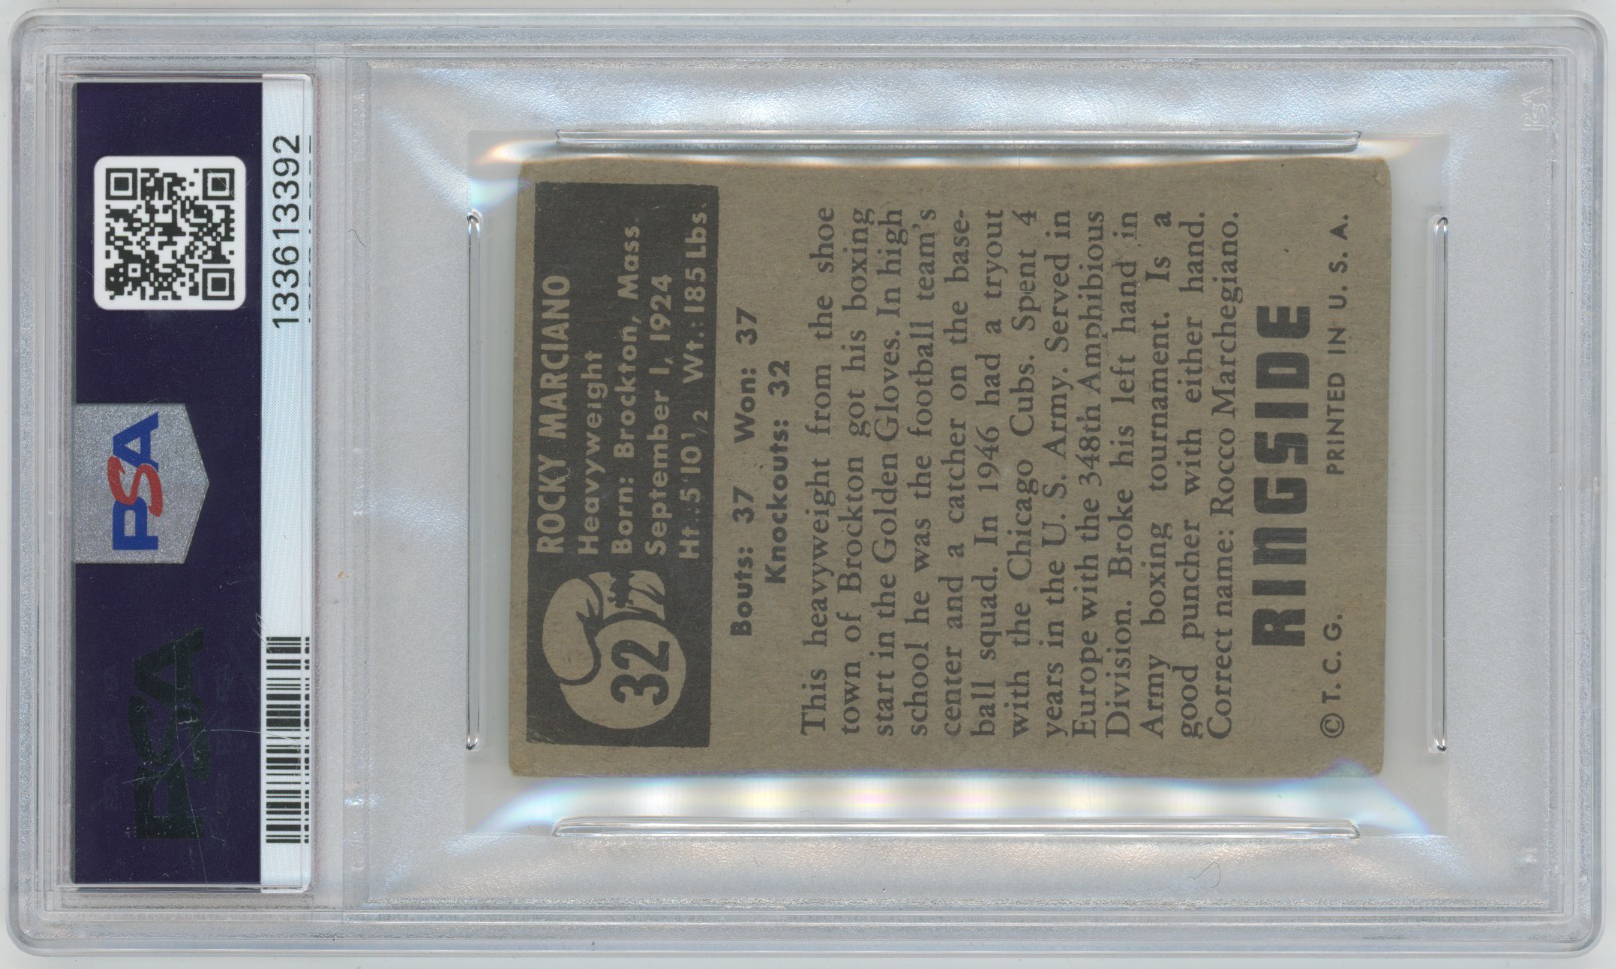 133613392
PSA
PSA
32
ROCKY MARCIANO
Heavyweight
Born: Brockton, Mass.
September 1, 1924
Ht.:5'10½ Wt.:185 Lbs.
Bouts: 37 Won: 37
Knockouts: 32
This heavyweight from the shoe
town of Brockton got his boxing
start in the Golden Gloves. In high
school he was the football team's
center and a catcher on the base-
ball squad. In 1946 had a tryout
with the Chicago Cubs. Spent 4
years in the U. S. Army. Served in
Europe with the 348th Amphibious
Division. Broke his left hand in
Army boxing tournament. Is a
good puncher with either hand.
Correct name: Rocco Marchegiano.
RINGSIDE
© T. C. G. PRINTED IN U. S. A.